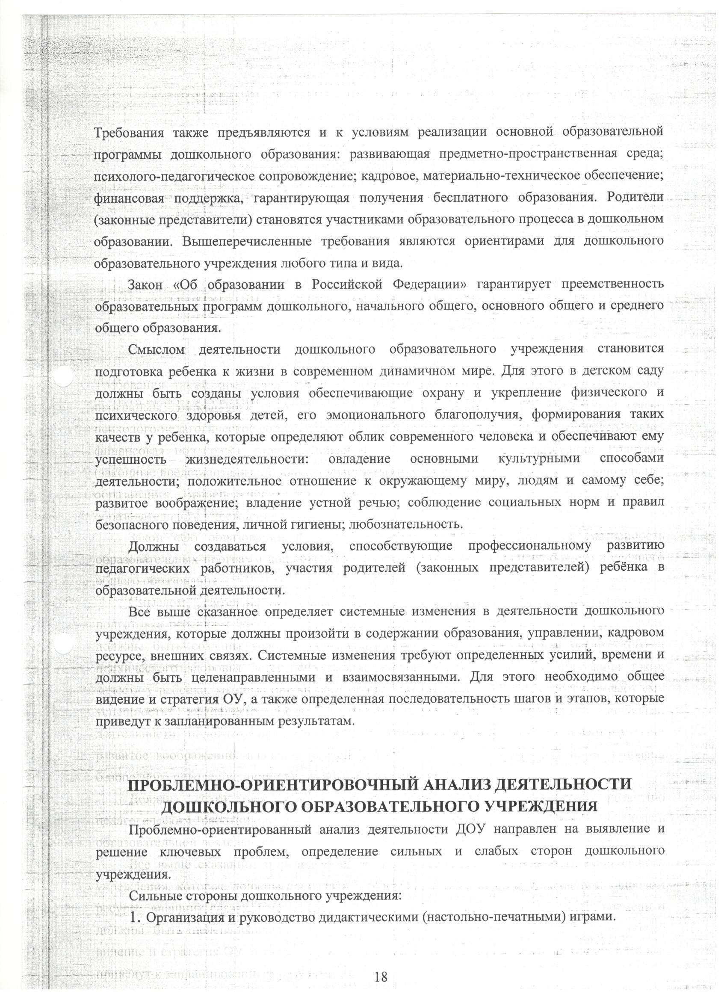 Требования также предъявляются и к условиям реализации основной образовательной
программы дошкольного образования: развивающая предметно-пространственная среда;
психолого-педагогическое сопровождение; кадровое, материально-техническое обеспечение;
финансовая поддержка, гарантирующая получения бесплатного образования. Родители
(законные представители) становятся участниками образовательного процесса в дошкольном
образовании. Вышеперечисленные требования являются ориентирами для дошкольного
образовательного учреждения любого типа и вида.
Закон «Об образовании в Российской Федерации» гарантирует преемственность
образовательных программ дошкольного, начального общего, основного общего и среднего
общего образования.
Смыслом деятельности дошкольного образовательного учреждения становится
подготовка ребенка к жизни в современном динамичном мире. Для этого в детском саду
должны быть созданы условия обеспечивающие охрану и укрепление физического и
психического здоровья детей, его эмоционального благополучия, формирования таких
качеств у ребенка, которые определяют облик современного человека и обеспечивают ему
успешность жизнедеятельности: овладение основными культурными способами
деятельности; положительное отношение к окружающему миру, людям и самому себе;
развитое воображение; владение устной речью; соблюдение социальных норм и правил
безопасного поведения, личной гигиены; любознательность.
Должны создаваться условия, способствующие профессиональному развитию
педагогических работников, участия родителей (законных представителей) ребёнка в
образовательной деятельности.
Все выше сказанное определяет системные изменения в деятельности дошкольного
учреждения, которые должны произойти в содержании образования, управлении, кадровом
ресурсе, внешних связях. Системные изменения требуют определенных усилий, времени и
должны быть целенаправленными и взаимосвязанными. Для этого необходимо общее
видение и стратегия ОУ, а также определенная последовательность шагов и этапов, которые
приведут к запланированным результатам.
ПРОБЛЕМНО-ОРИЕНТИРОВОЧНЫЙ АНАЛИЗ ДЕЯТЕЛЬНОСТИ
ДОШКОЛЬНОГО ОБРАЗОВАТЕЛЬНОГО УЧРЕЖДЕНИЯ
Проблемно-ориентированный анализ деятельности ДОУ направлен на выявление и
решение ключевых проблем, определение сильных и слабых сторон дошкольного
учреждения.
Сильные стороны дошкольного учреждения:
1. Организация и руководство дидактическими (настольно-печатными) играми.
18